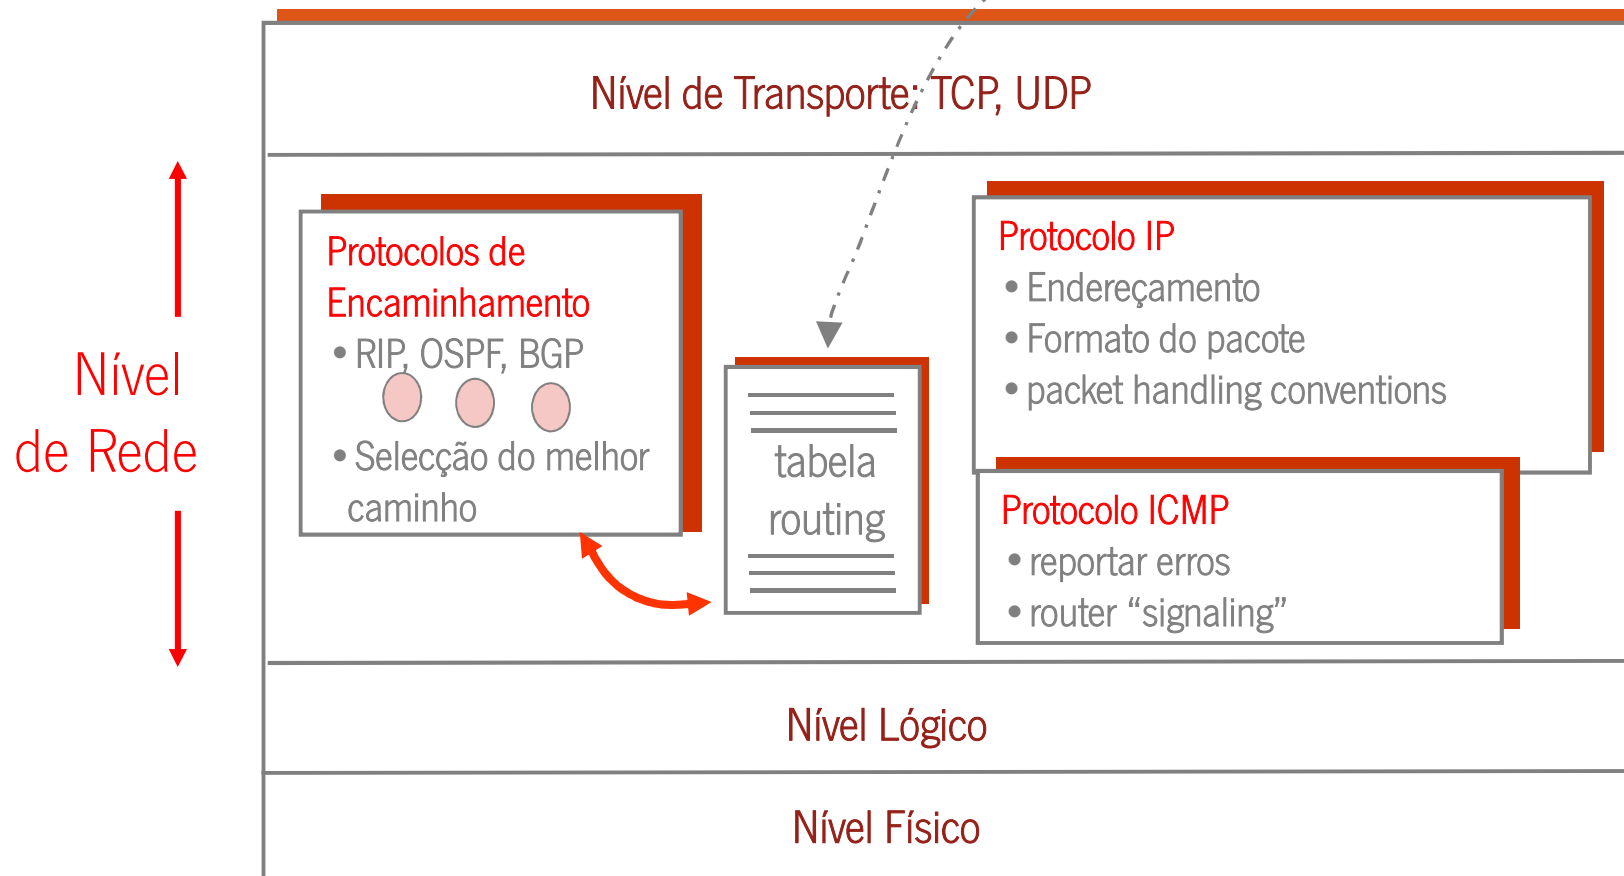 Nível de Transporte: TCP, UDP
Nível
de Rede
Protocolos de
Encaminhamento
• RIP, OSPF, BGP
• Selecção do melhor
caminho
tabela
routing
Protocolo IP
• Endereçamento
• Formato do pacote
• packet handling conventions
Protocolo ICMP
• reportar erros
• router “signaling”
Nível Lógico
Nível Físico